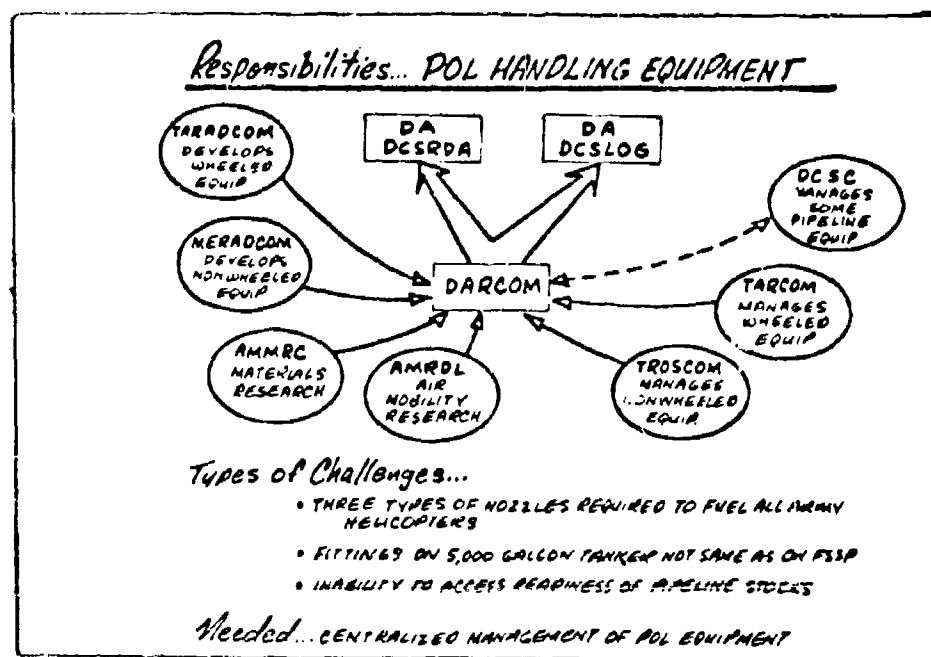 Responsibilities... POL HANDLING EQUIPMENT
TARADCOM
DEVELOPS
WHEELED
EQUIP
DA
DCSRDA
DA
DCSLOG
DCSC
MANAGES
SOME
PIPELINE
EQUIP
MERADCOM
DEVELOPS
NONWHEELED
EQUIP
DARCOM
TARCOM
MANAGES
WHEELED
EQUIP
AMMRC
MATERIALS
RESEARCH
AMRDL
AIR
MOBILITY
RESEARCH
TROSCOM
MANAGES
NONWHEELED
EQUIP
Types of Challenges...
• THREE TYPES OF NOZZLES REQUIRED TO FUEL ALL ARMY
HELICOPTERS
• FITTINGS ON 5,000 GALLON TANKER NOT SAME AS ON FSSP
• INABILITY TO ACCESS READINESS OF PIPELINE STOCKS
Needed... CENTRALIZED MANAGEMENT OF POL EQUIPMENT